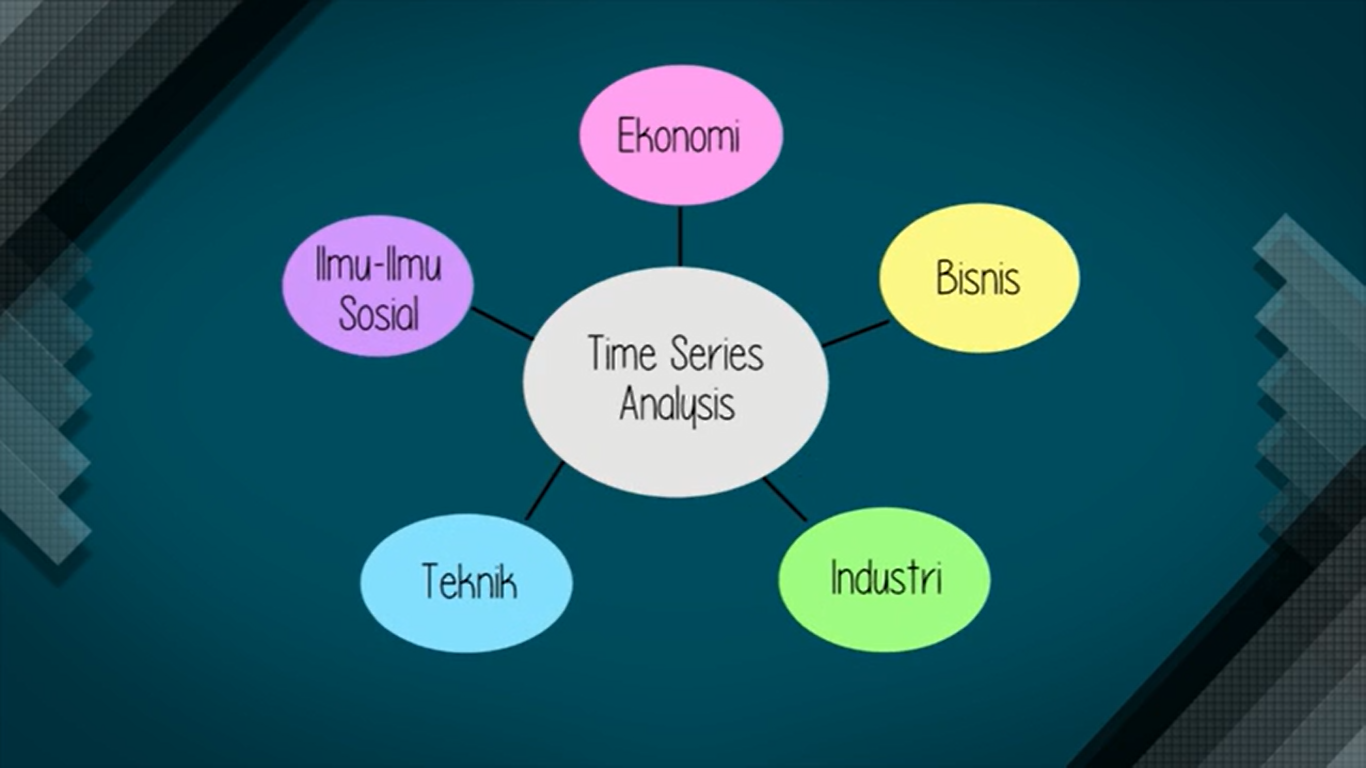 Ekonomi
Ilmu-Ilmu
Sosial
Bisnis
Time Series
Analysis
Teknik
Industri